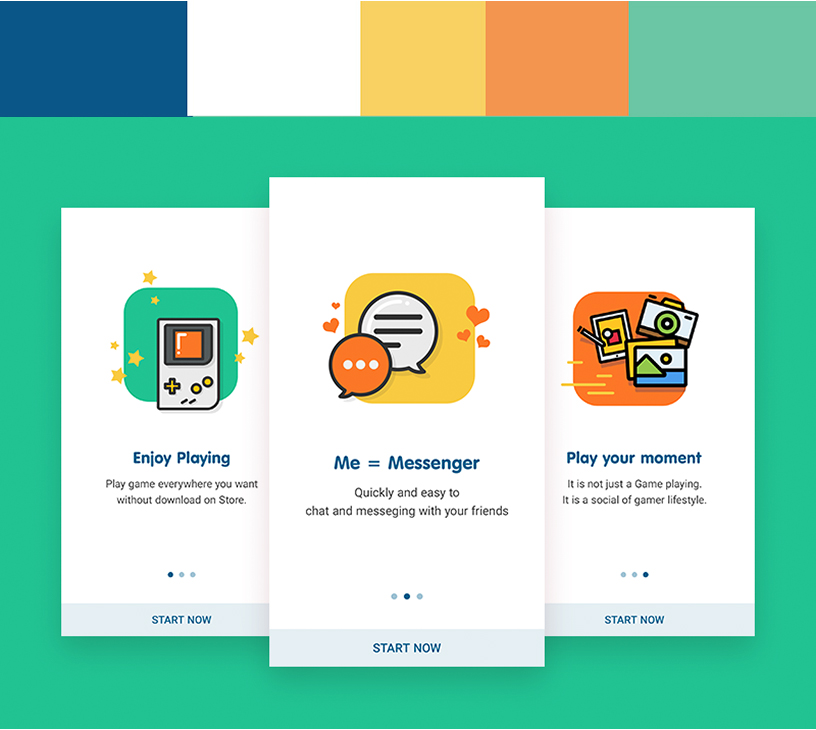 Enjoy Playing
Play game everywhere you want
without download on Store.
START NOW
Me = Messenger
Quickly and easy to
chat and messeging with your friends
START NOW
Play your moment
It is not just a Game playing.
It is a social of gamer lifestyle.
START NOW